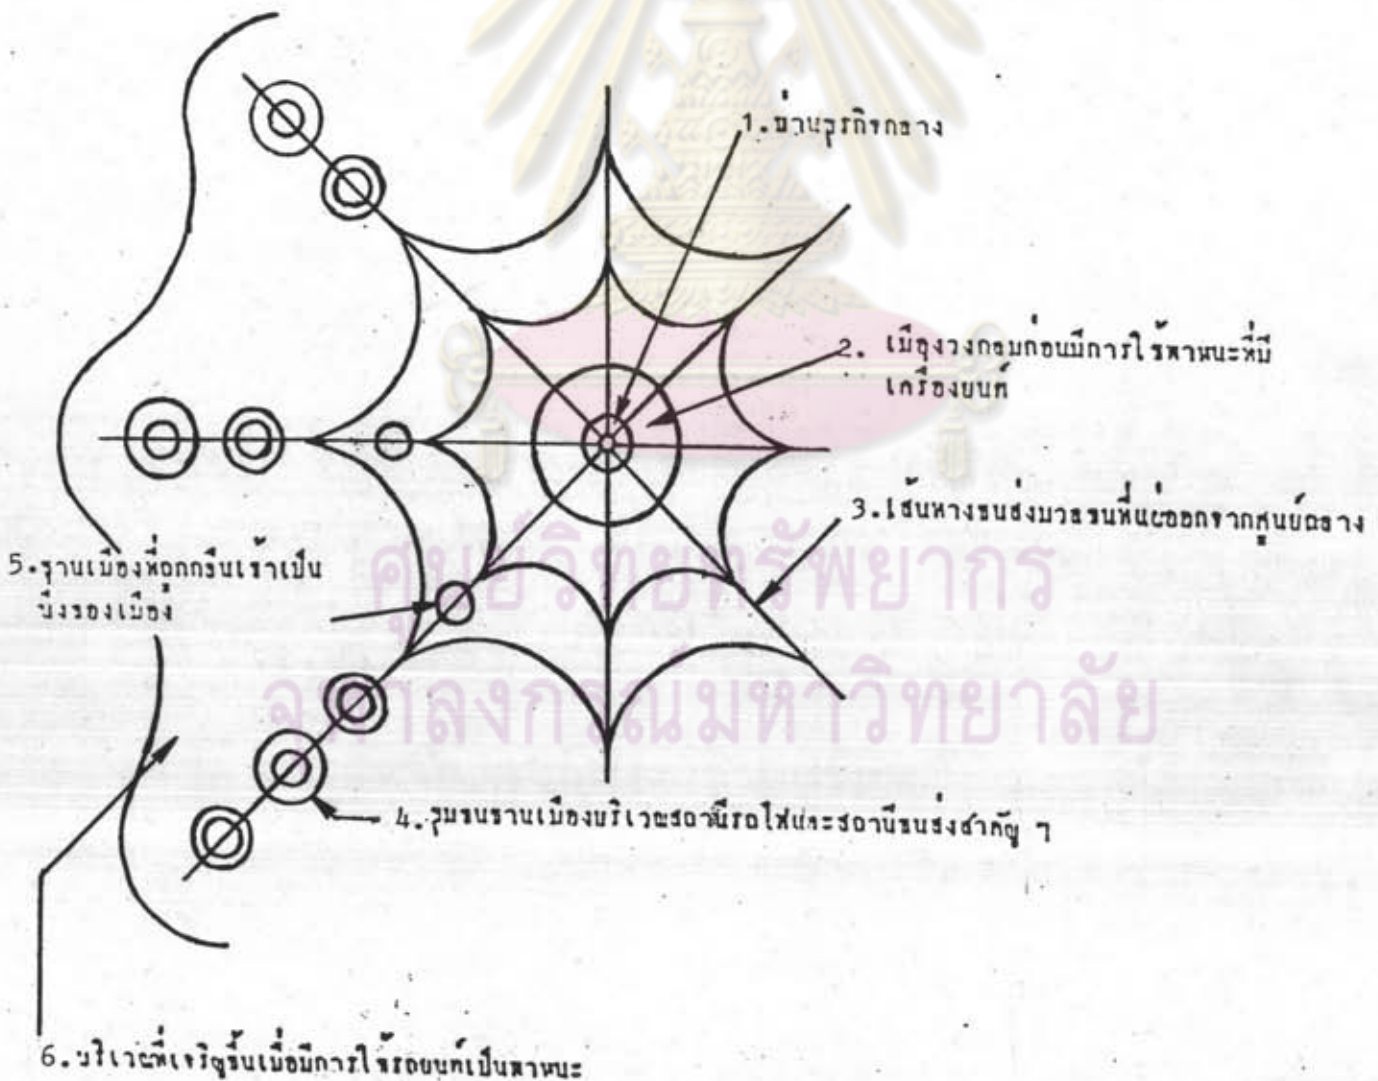 1.ย่านธุรกิจกลาง
2. เมืองวงกลมก่อนมีการใช้พาหนะที่มี
เครื่องยนต์
3.เส้นทางขนส่งมวลชนที่แผ่ออกจากศูนย์กลาง
ศูนย์วิทยทรัพยากร
5.ชานเมืองที่ถูกกลืนเข้าเป็น
ของเมือง
จุฬาลงกรณ์มหาวิทยาลัย
4.ชุมชนชานเมืองบริเวณสถานีรถไฟและสถานีขนส่งสำคัญ ๆ
6.บริเวณที่เจริญขึ้นเมื่อมีการใช้รถยนต์เป็นพาหนะ